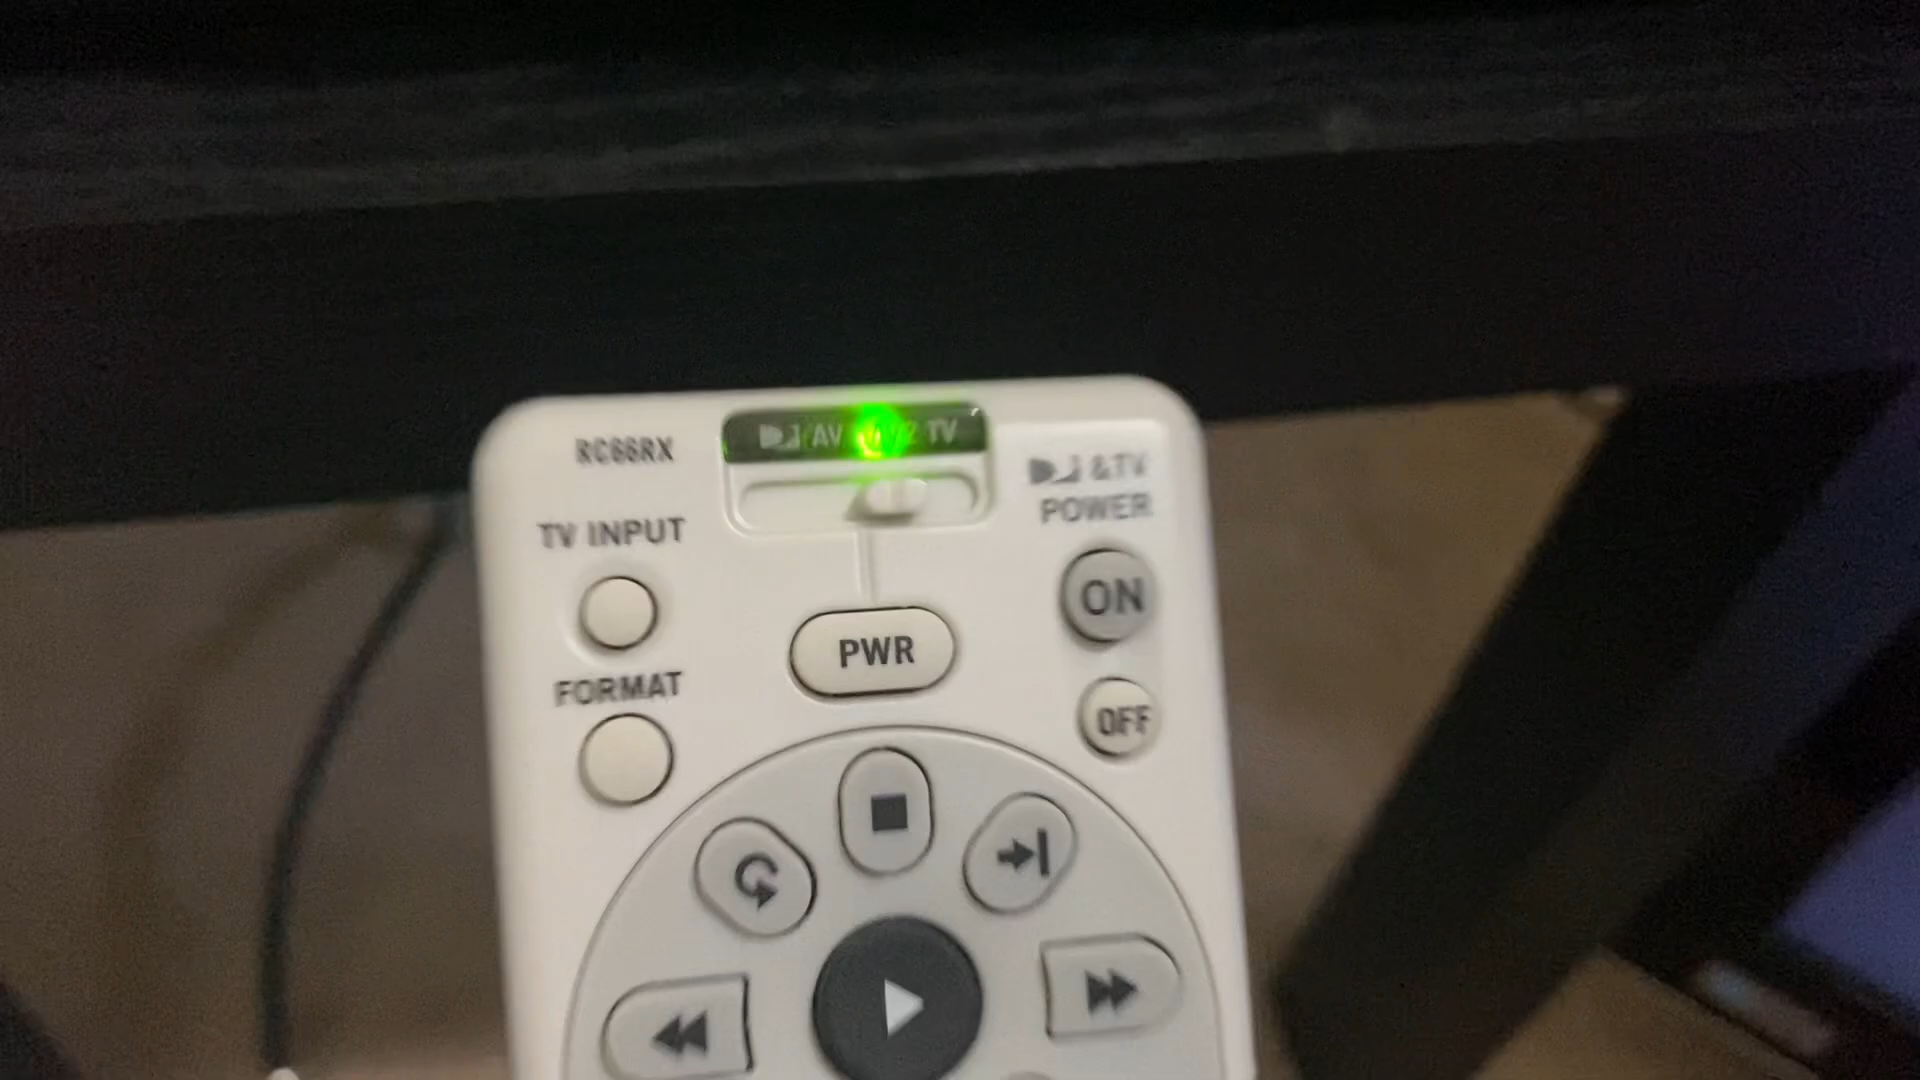 RC66RX
AV TV
&TV
POWER
TV INPUT
ON
PWR
FORMAT
OFF